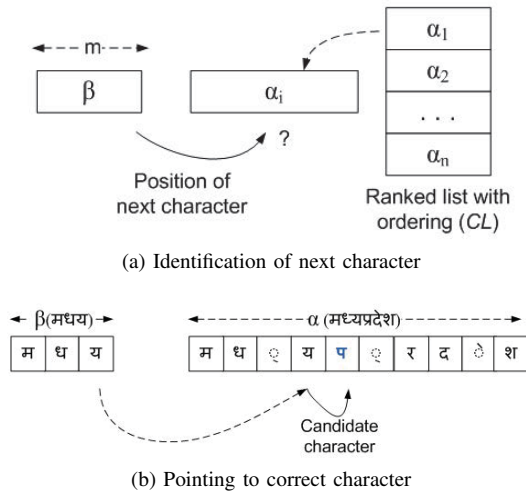 m
β
αi
α1
α2
...
αn
?
Position of
next character
Ranked list with
ordering (CL)
(a) Identification of next character
β(मधय)
α (मध्यप्रदेश)
म ध य
म ध ् य प ् र द े श
Candidate
character
(b) Pointing to correct character